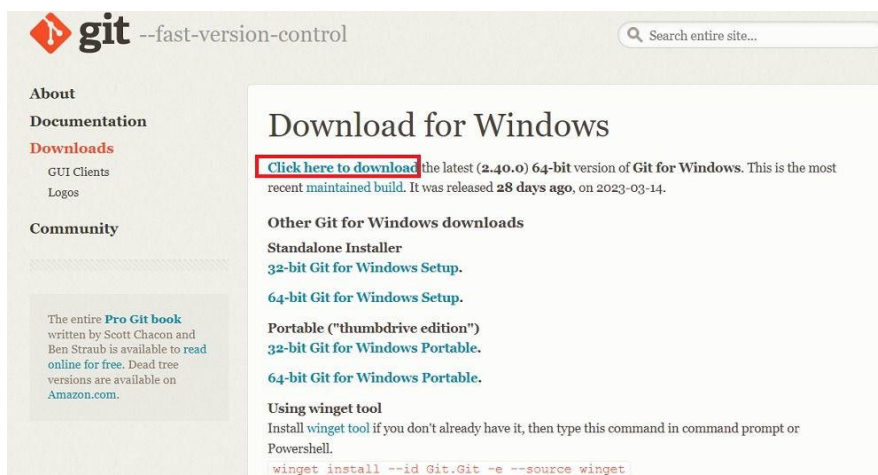 git --fast-version-control
Search entire site...
About
Documentation
Downloads
GUI Clients
Logos
Community
The entire Pro Git book
written by Scott Chacon and
Ben Straub is available to read
online for free. Dead tree
versions are available on
Amazon.com.
Download for Windows
Click here to download the latest (2.40.0) 64-bit version of Git for Windows. This is the most
recent maintained build. It was released 28 days ago, on 2023-03-14.
Other Git for Windows downloads
Standalone Installer
32-bit Git for Windows Setup.
64-bit Git for Windows Setup.
Portable ("thumbdrive edition")
32-bit Git for Windows Portable.
64-bit Git for Windows Portable.
Using winget tool
Install winget tool if you don't already have it, then type this command in command prompt or
Powershell.
winget install --id Git.Git -e --source winget